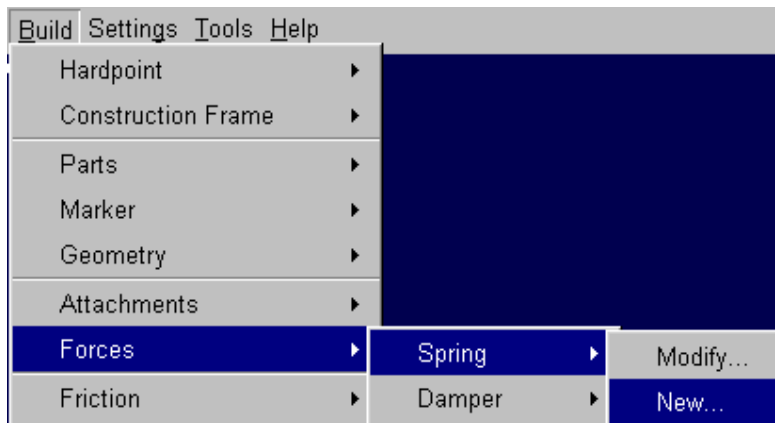 Build Settings Tools Help
Hardpoint
Construction Frame
Parts
Marker
Geometry
Attachments
Forces Spring Modify...
Friction Damper New...